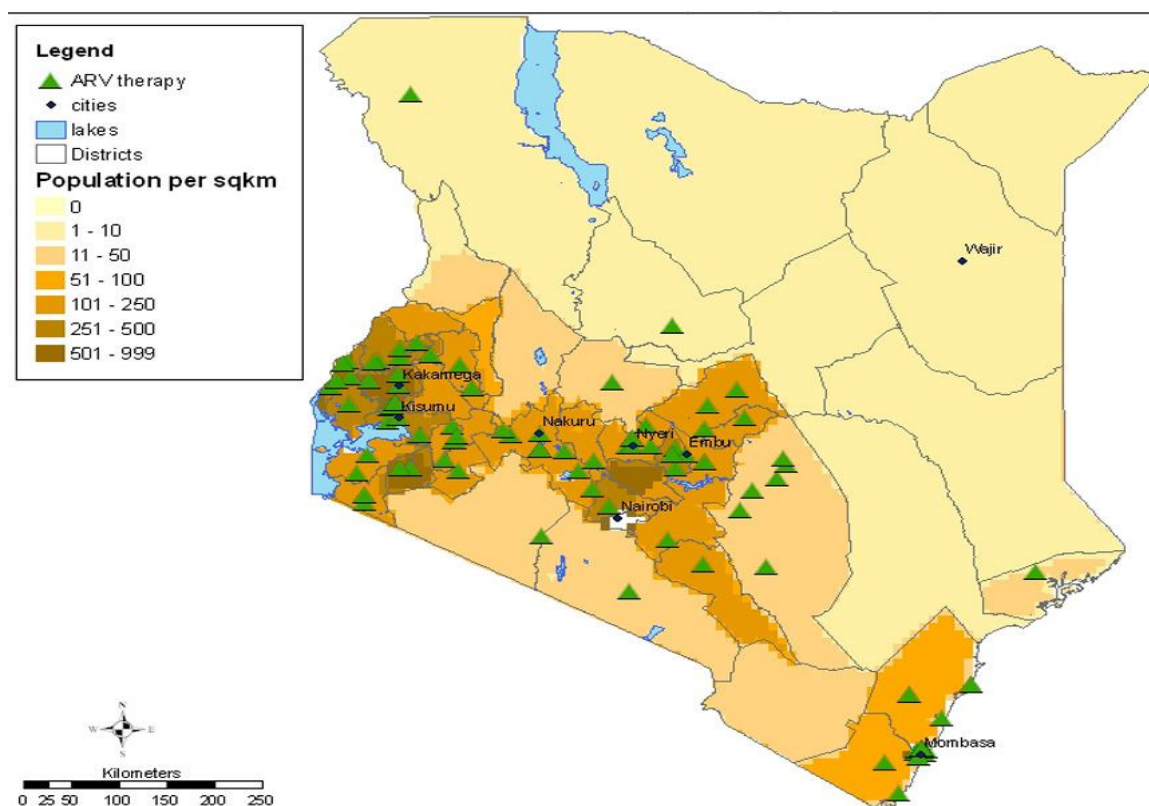 Legend
ARV therapy
cities
lakes
Districts
Population per sqkm
0
1 - 10
11 - 50
51 - 100
101 - 250
251 - 500
501 - 999
Wajir
Kakamega
Kisumu
Nakuru
Nyeri
Embu
Nairobi
Mombasa
N
W
E
S
Kilometers
0 25 50 100 150 200 250